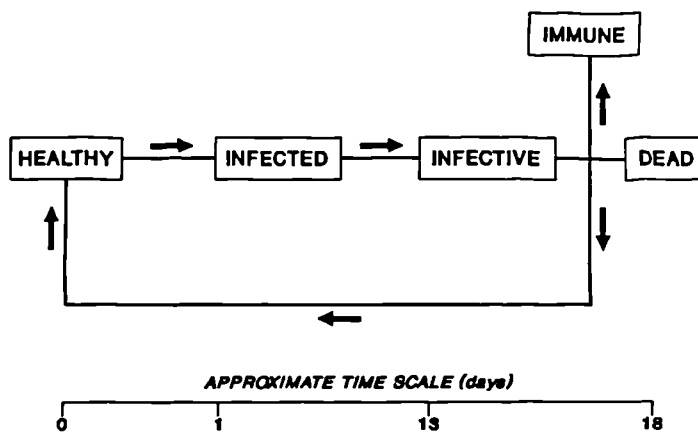 IMMUNE
HEALTHY INFECTED INFECTIVE DEAD
APPROXIMATE TIME SCALE (days)
0 1 13 18